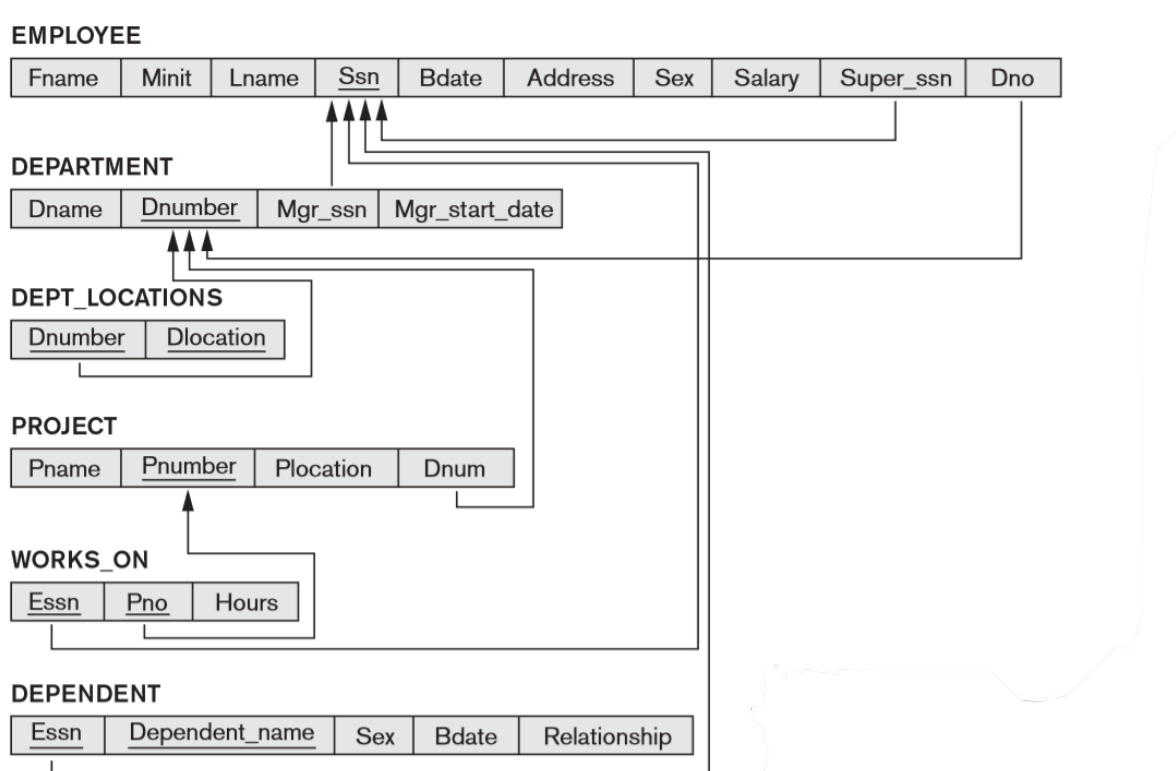 EMPLOYEE
Fname Minit Lname Ssn Bdate Address Sex Salary Super_ssn Dno
DEPARTMENT
Dname Dnumber Mgr_ssn Mgr_start_date
DEPT_LOCATIONS
Dnumber Dlocation
PROJECT
Pname Pnumber Plocation Dnum
WORKS_ON
Essn Pno Hours
DEPENDENT
Essn Dependent_name Sex Bdate Relationship